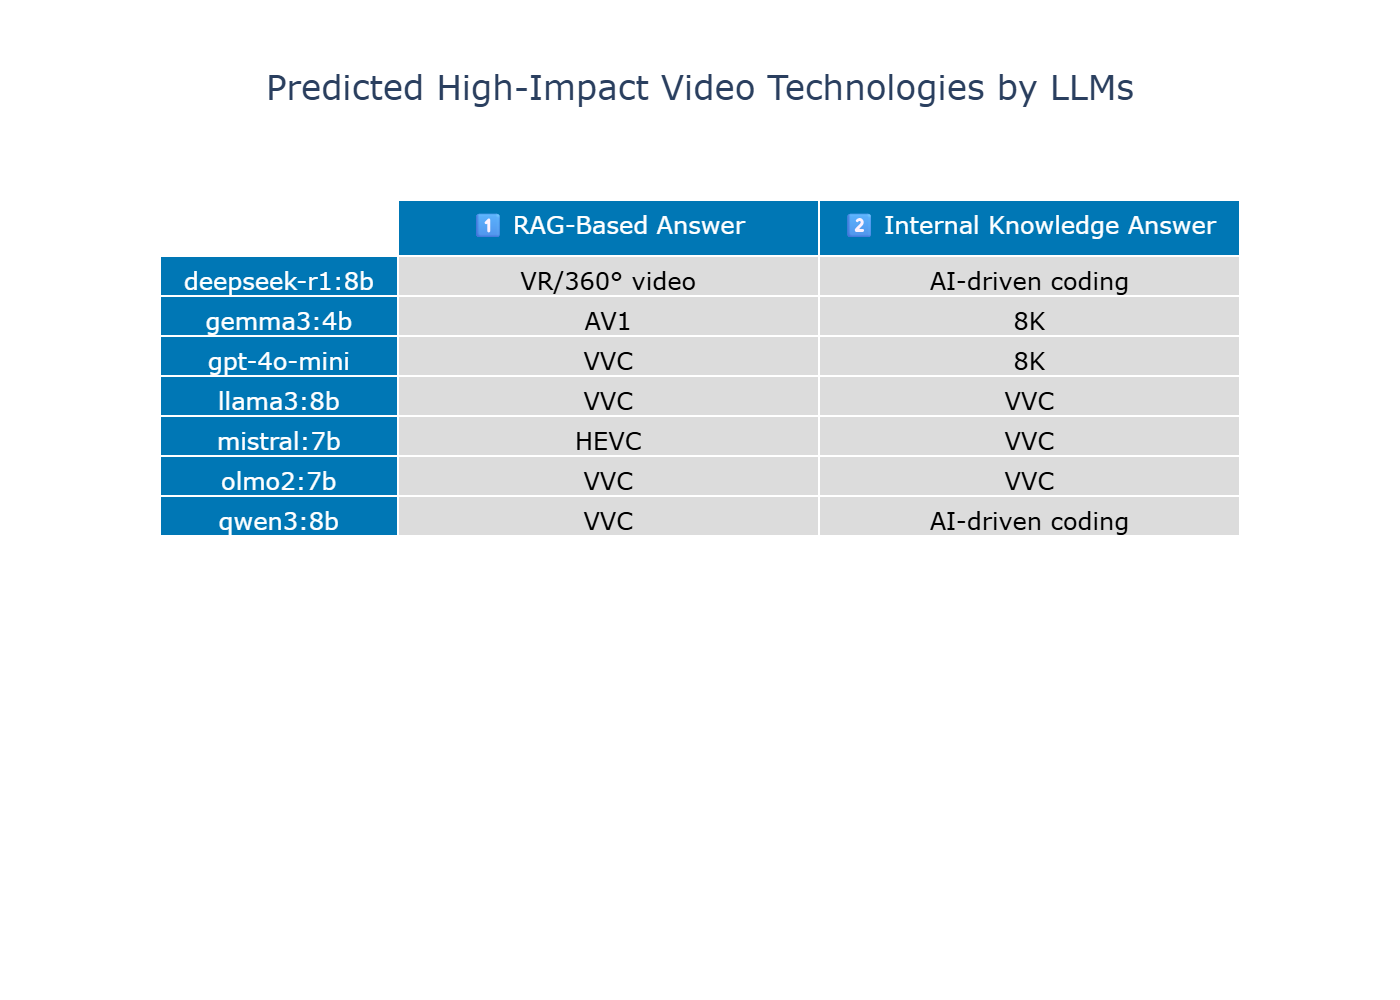 Predicted High-Impact Video Technologies by LLMs
1️⃣ RAG-Based Answer 2️⃣ Internal Knowledge Answer
deepseek-r1:8b VR/360° video AI-driven coding
gemma3:4b AV1 8K
gpt-4o-mini VVC 8K
llama3:8b VVC VVC
mistral:7b HEVC VVC
olmo2:7b VVC VVC
qwen3:8b VVC AI-driven coding